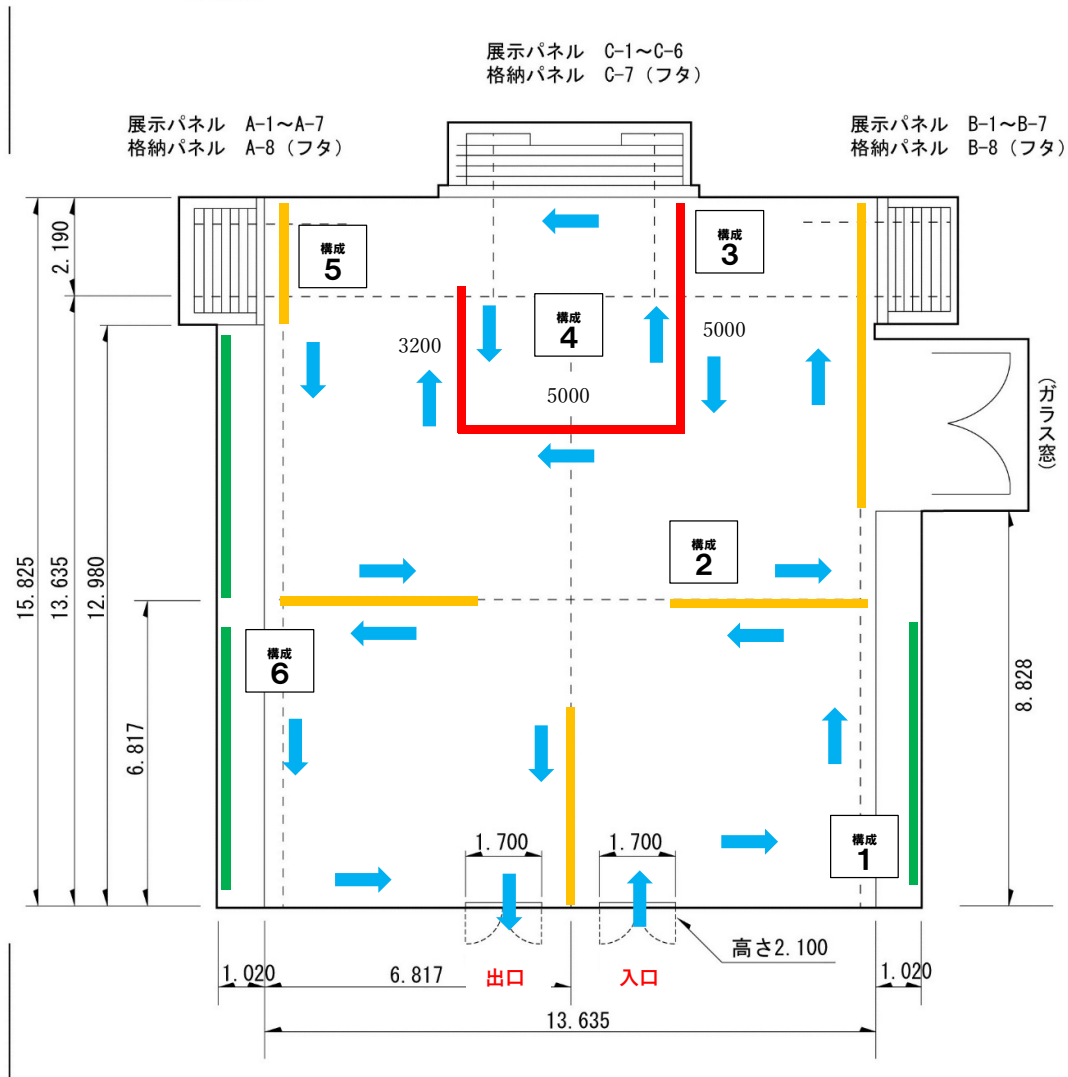 展示パネル C-1～C-6
格納パネル C-7（フタ）
展示パネル A-1～A-7
格納パネル A-8（フタ）
展示パネル B-1～B-7
格納パネル B-8（フタ）
構成
5
構成
3
構成
4
3200
5000
5000
2.190
(ガラス窓)
構成
2
15.825
13.635
12.980
構成
6
6.817
8.828
1.700
1.700
構成
1
高さ2.100
1.020
6.817
出口
入口
1.020
13.635